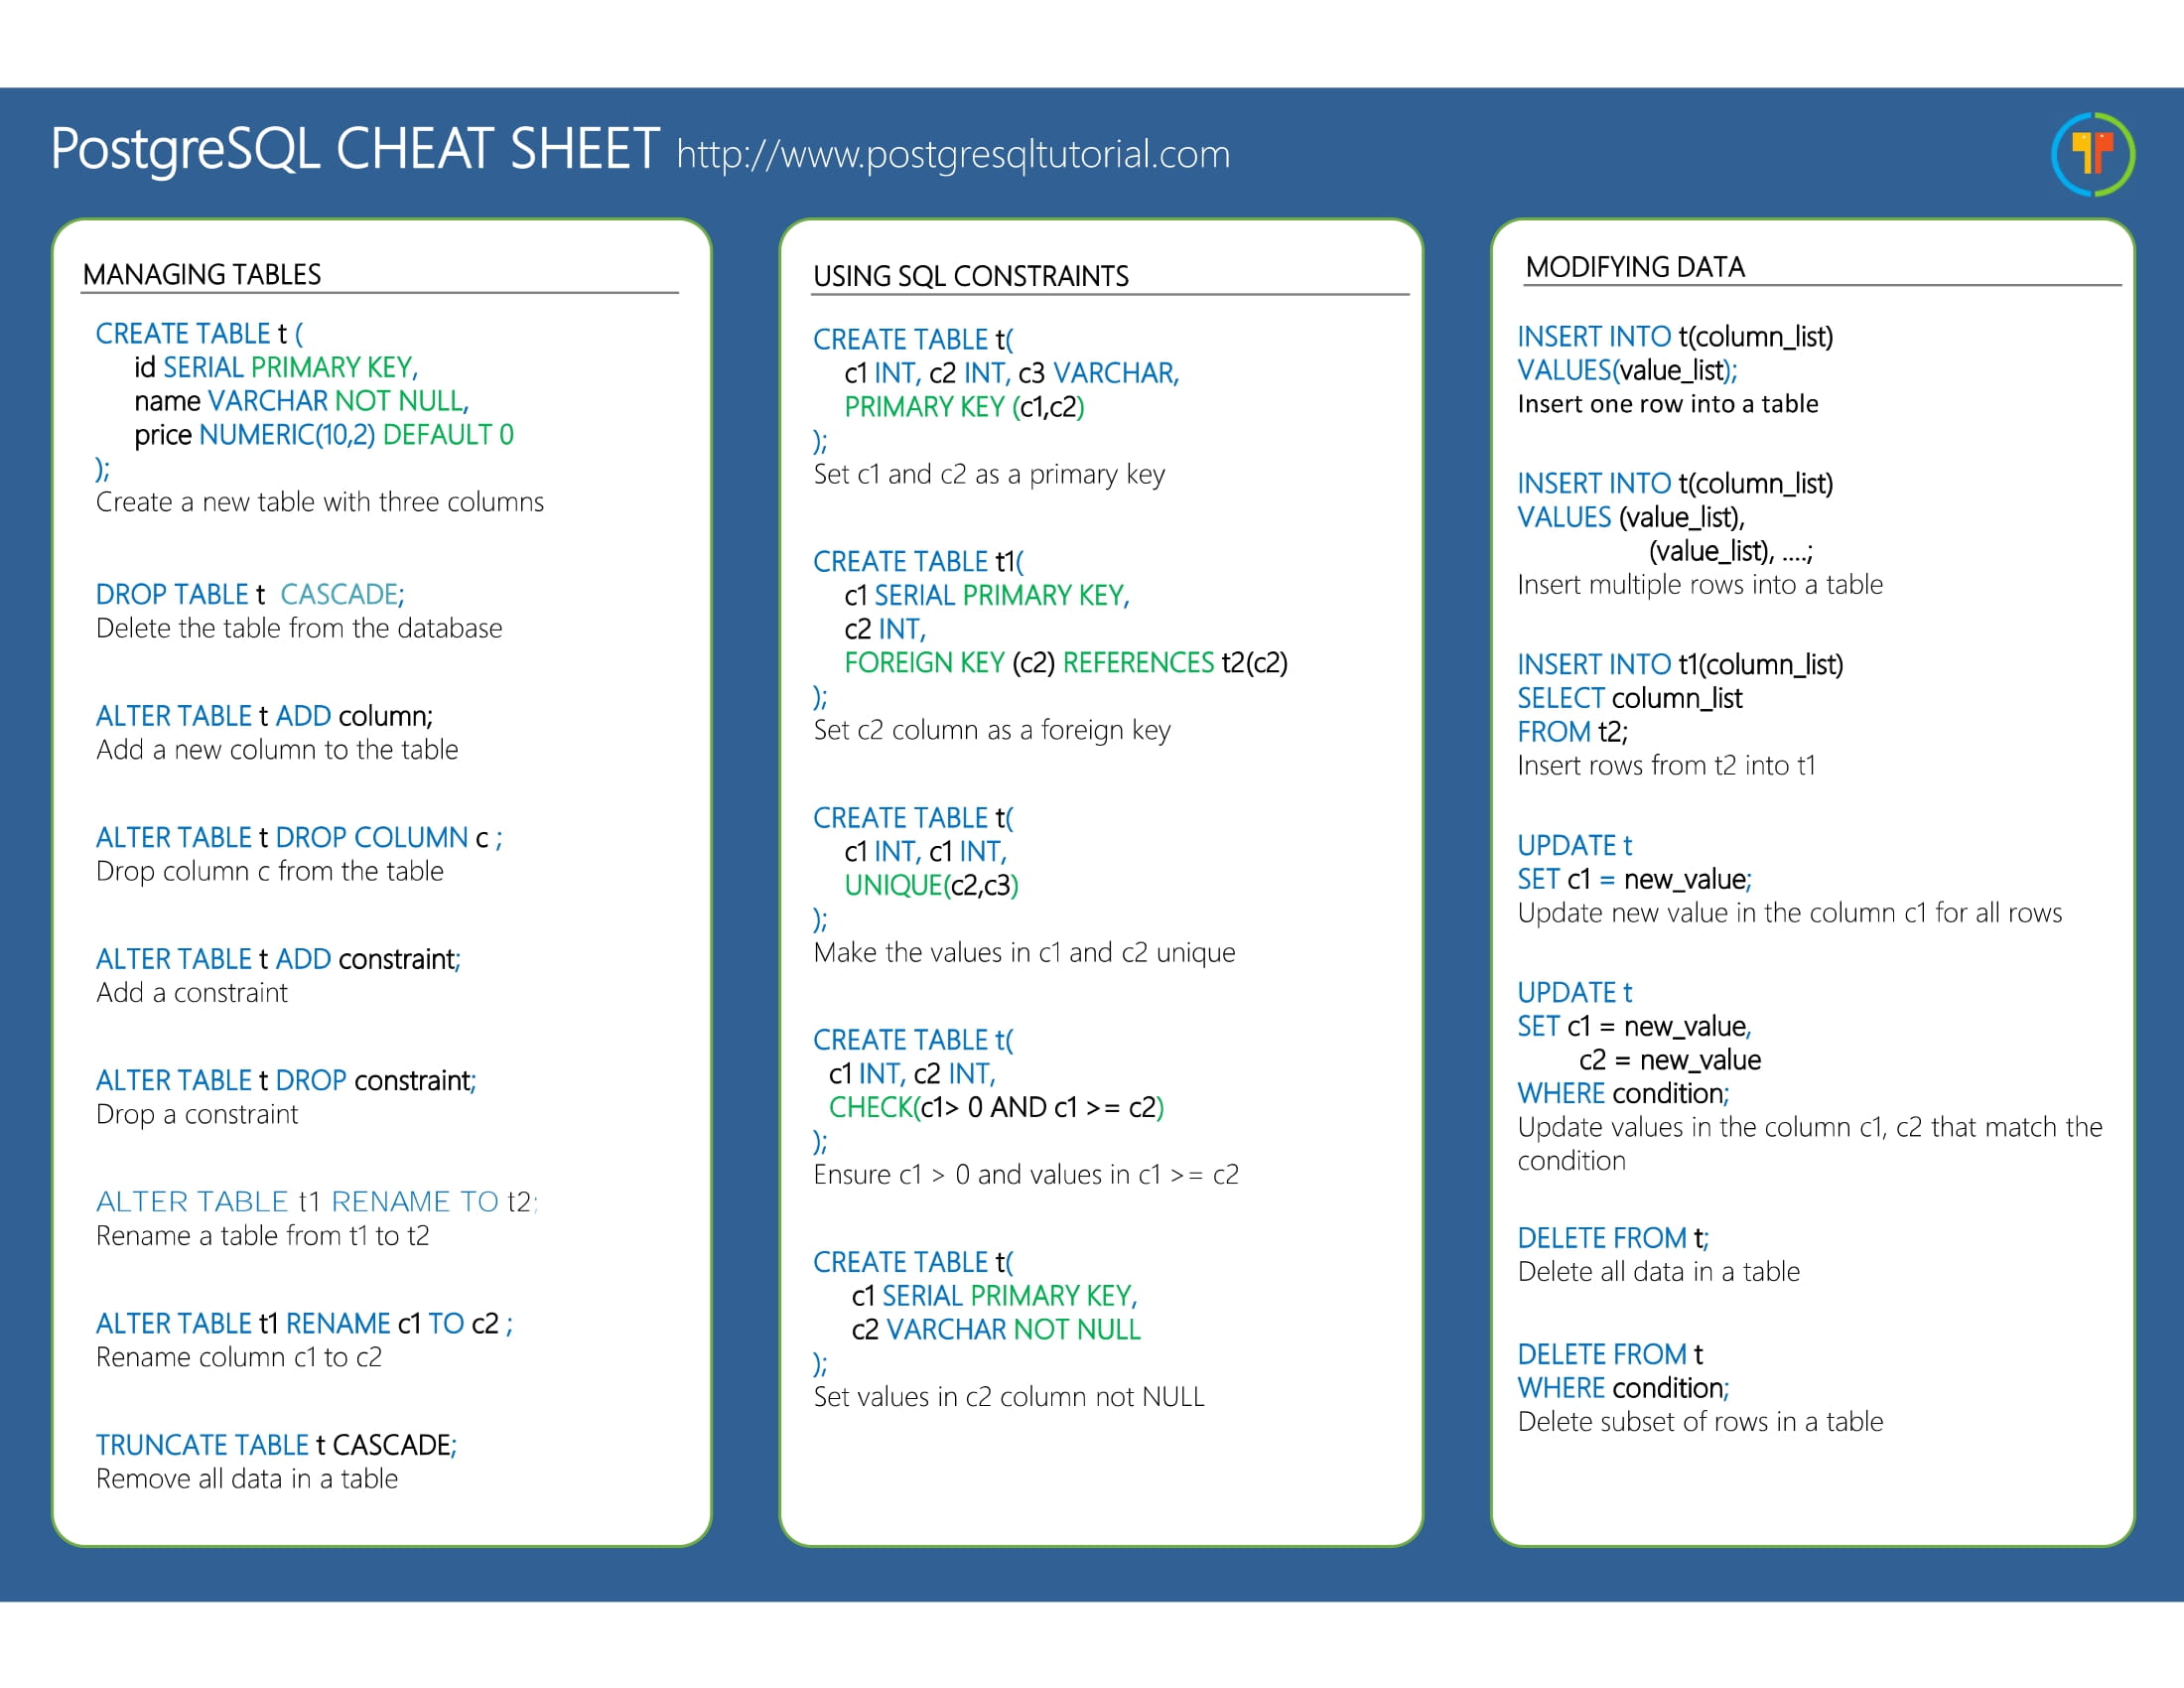 PostgreSQL CHEAT SHEET http://www.postgresqltutorial.com
MANAGING TABLES
CREATE TABLE t (
id SERIAL PRIMARY KEY,
name VARCHAR NOT NULL,
price NUMERIC(10,2) DEFAULT 0
);
Create a new table with three columns
DROP TABLE t CASCADE;
Delete the table from the database
ALTER TABLE t ADD column;
Add a new column to the table
ALTER TABLE t DROP COLUMN c ;
Drop column c from the table
ALTER TABLE t ADD constraint;
Add a constraint
ALTER TABLE t DROP constraint;
Drop a constraint
ALTER TABLE t1 RENAME TO t2;
Rename a table from t1 to t2
ALTER TABLE t1 RENAME c1 TO c2 ;
Rename column c1 to c2
TRUNCATE TABLE t CASCADE;
Remove all data in a table
USING SQL CONSTRAINTS
CREATE TABLE t(
c1 INT, c2 INT, c3 VARCHAR,
PRIMARY KEY (c1,c2)
);
Set c1 and c2 as a primary key
CREATE TABLE t1(
c1 SERIAL PRIMARY KEY,
c2 INT,
FOREIGN KEY (c2) REFERENCES t2(c2)
);
Set c2 column as a foreign key
CREATE TABLE t(
c1 INT, c1 INT,
UNIQUE(c2,c3)
);
Make the values in c1 and c2 unique
CREATE TABLE t(
c1 INT, c2 INT,
CHECK(c1> 0 AND c1 >= c2)
);
Ensure c1 > 0 and values in c1 >= c2
CREATE TABLE t(
c1 SERIAL PRIMARY KEY,
c2 VARCHAR NOT NULL
);
Set values in c2 column not NULL
MODIFYING DATA
INSERT INTO t(column_list)
VALUES(value_list);
Insert one row into a table
INSERT INTO t(column_list)
VALUES (value_list),
(value_list), ....;
Insert multiple rows into a table
INSERT INTO t1(column_list)
SELECT column_list
FROM t2;
Insert rows from t2 into t1
UPDATE t
SET c1 = new_value;
Update new value in the column c1 for all rows
UPDATE t
SET c1 = new_value,
c2 = new_value
WHERE condition;
Update values in the column c1, c2 that match the
condition
DELETE FROM t;
Delete all data in a table
DELETE FROM t
WHERE condition;
Delete subset of rows in a table